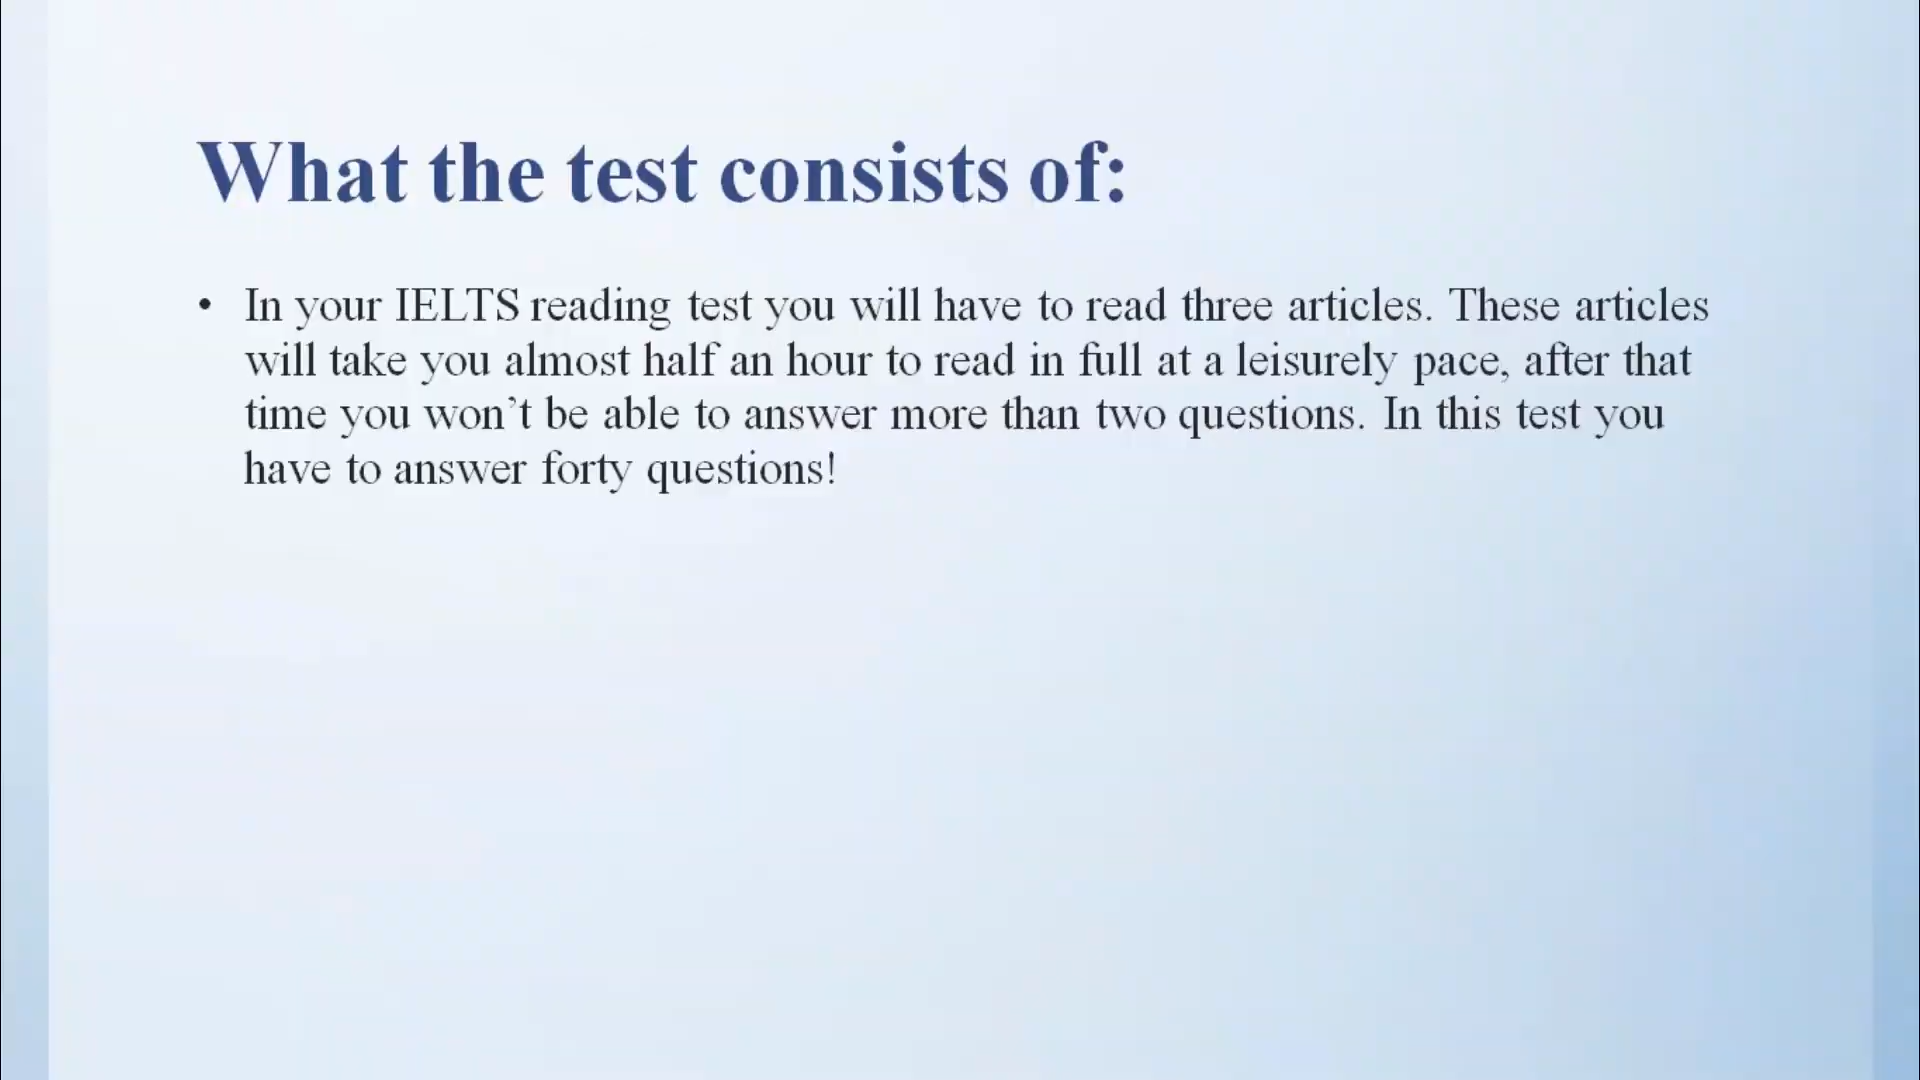 What the test consists of:
• In your IELTS reading test you will have to read three articles. These articles
will take you almost half an hour to read in full at a leisurely pace, after that
time you won’t be able to answer more than two questions. In this test you
have to answer forty questions!